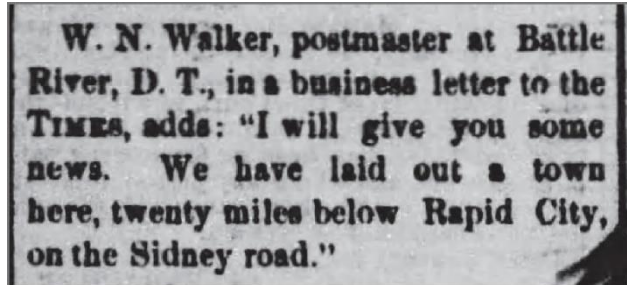 W. N. Walker, postmaster at Battle
River, D. T., in a business letter to the
TIMES, adds: "I will give you some
news. We have laid out a town
here, twenty miles below Rapid City,
on the Sidney road."